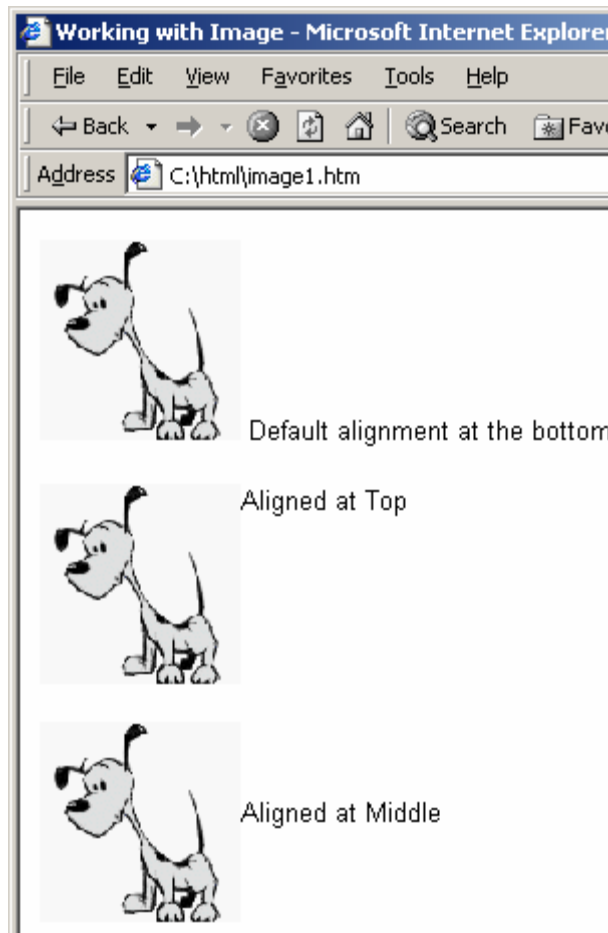 Working with Image - Microsoft Internet Explorer
File Edit View Favorites Tools Help
Back Search Favo
Address C:\html\image1.htm
Default alignment at the bottom
Aligned at Top
Aligned at Middle